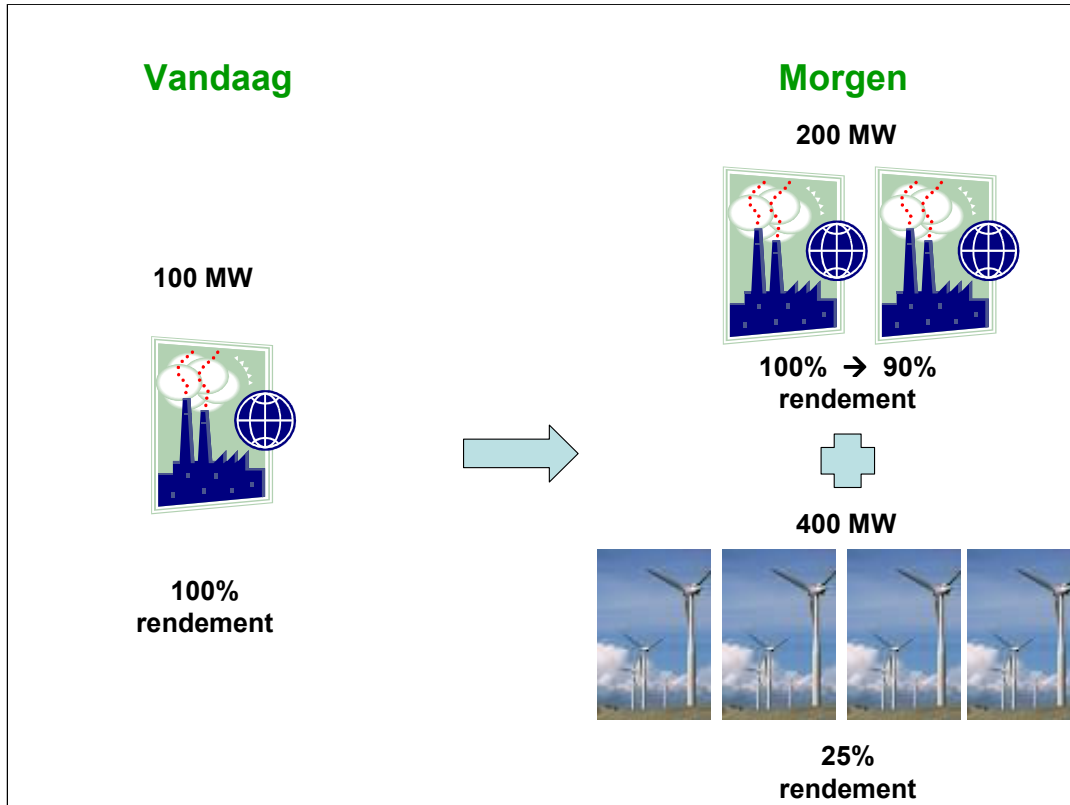 Vandaag
100 MW
100%
rendement
Morgen
200 MW
100% → 90%
rendement
400 MW
25%
rendement